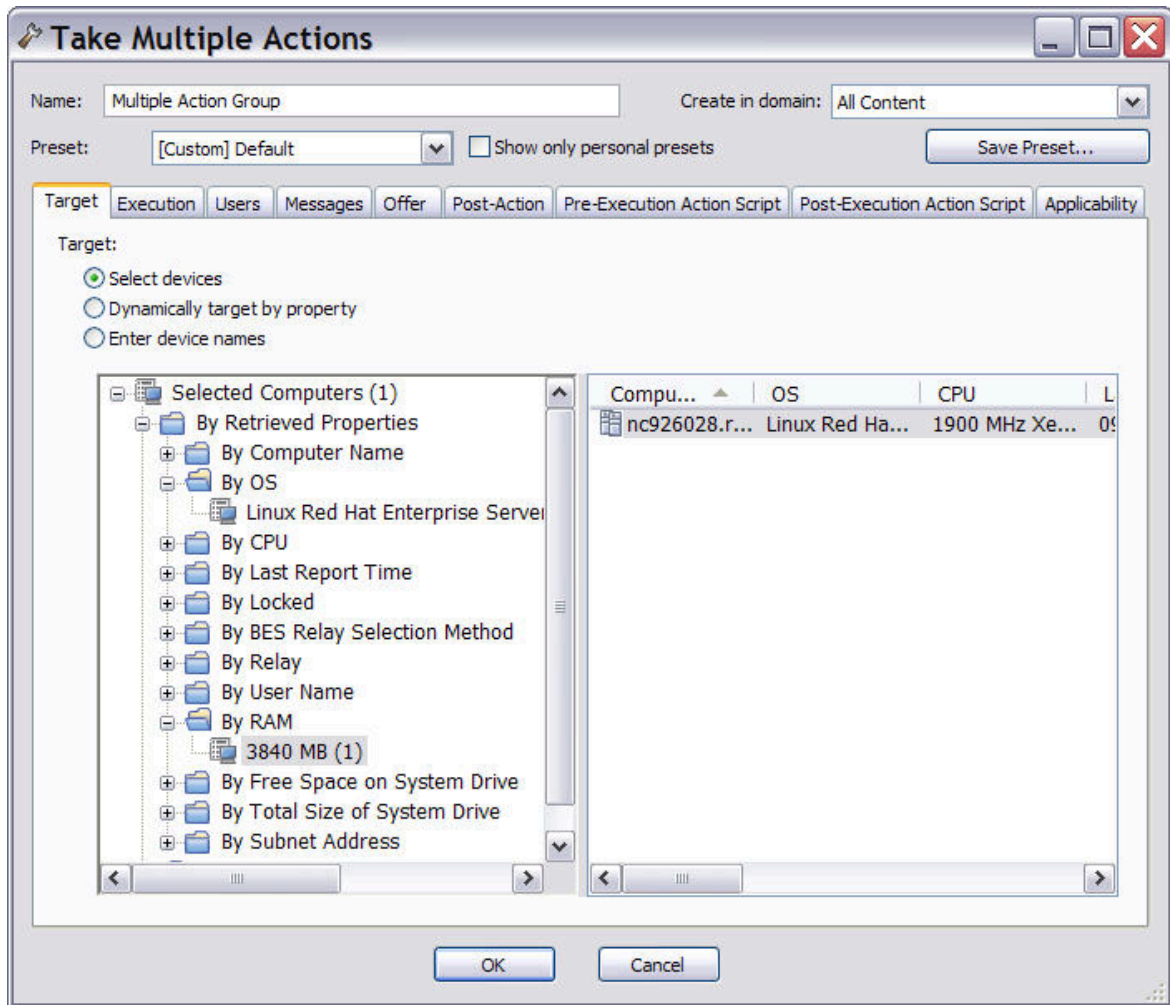 Take Multiple Actions
Name: Multiple Action Group Create in domain: All Content
Preset: [Custom] Default Show only personal presets Save Preset...
Target Execution Users Messages Offer Post-Action Pre-Execution Action Script Post-Execution Action Script Applicability
Target:
Select devices
Dynamically target by property
Enter device names
Selected Computers (1)
By Retrieved Properties
By Computer Name
By OS
Linux Red Hat Enterprise Server
By CPU
By Last Report Time
By Locked
By BES Relay Selection Method
By Relay
By User Name
By RAM
3840 MB (1)
By Free Space on System Drive
By Total Size of System Drive
By Subnet Address
Compu... OS CPU L
nc926028.r... Linux Red Ha... 1900 MHz Xe... 09
OK Cancel